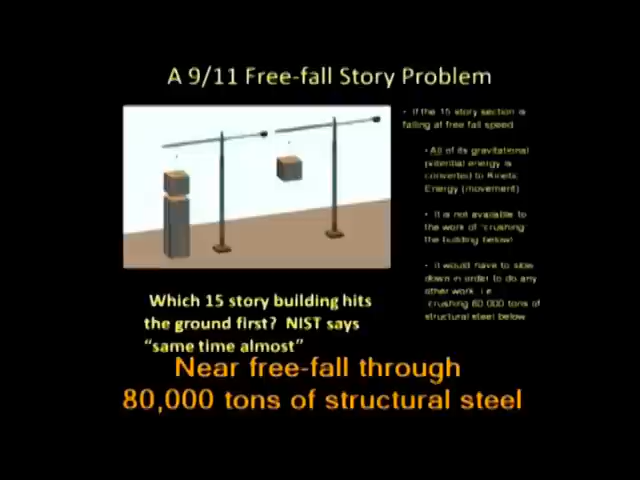 A 9/11 Free-fall Story Problem
If the 15 story section is
falling at free fall speed
All of its gravitational
potential energy is
converted to Kinetic
Energy (movement)
It is not available to
the work of "crushing"
the building below!
It would have to slow
down in order to do any
other work i.e
crushing 80,000 tons of
structural steel below
Which 15 story building hits
the ground first? NIST says
"same time almost"
Near free-fall through
80,000 tons of structural steel